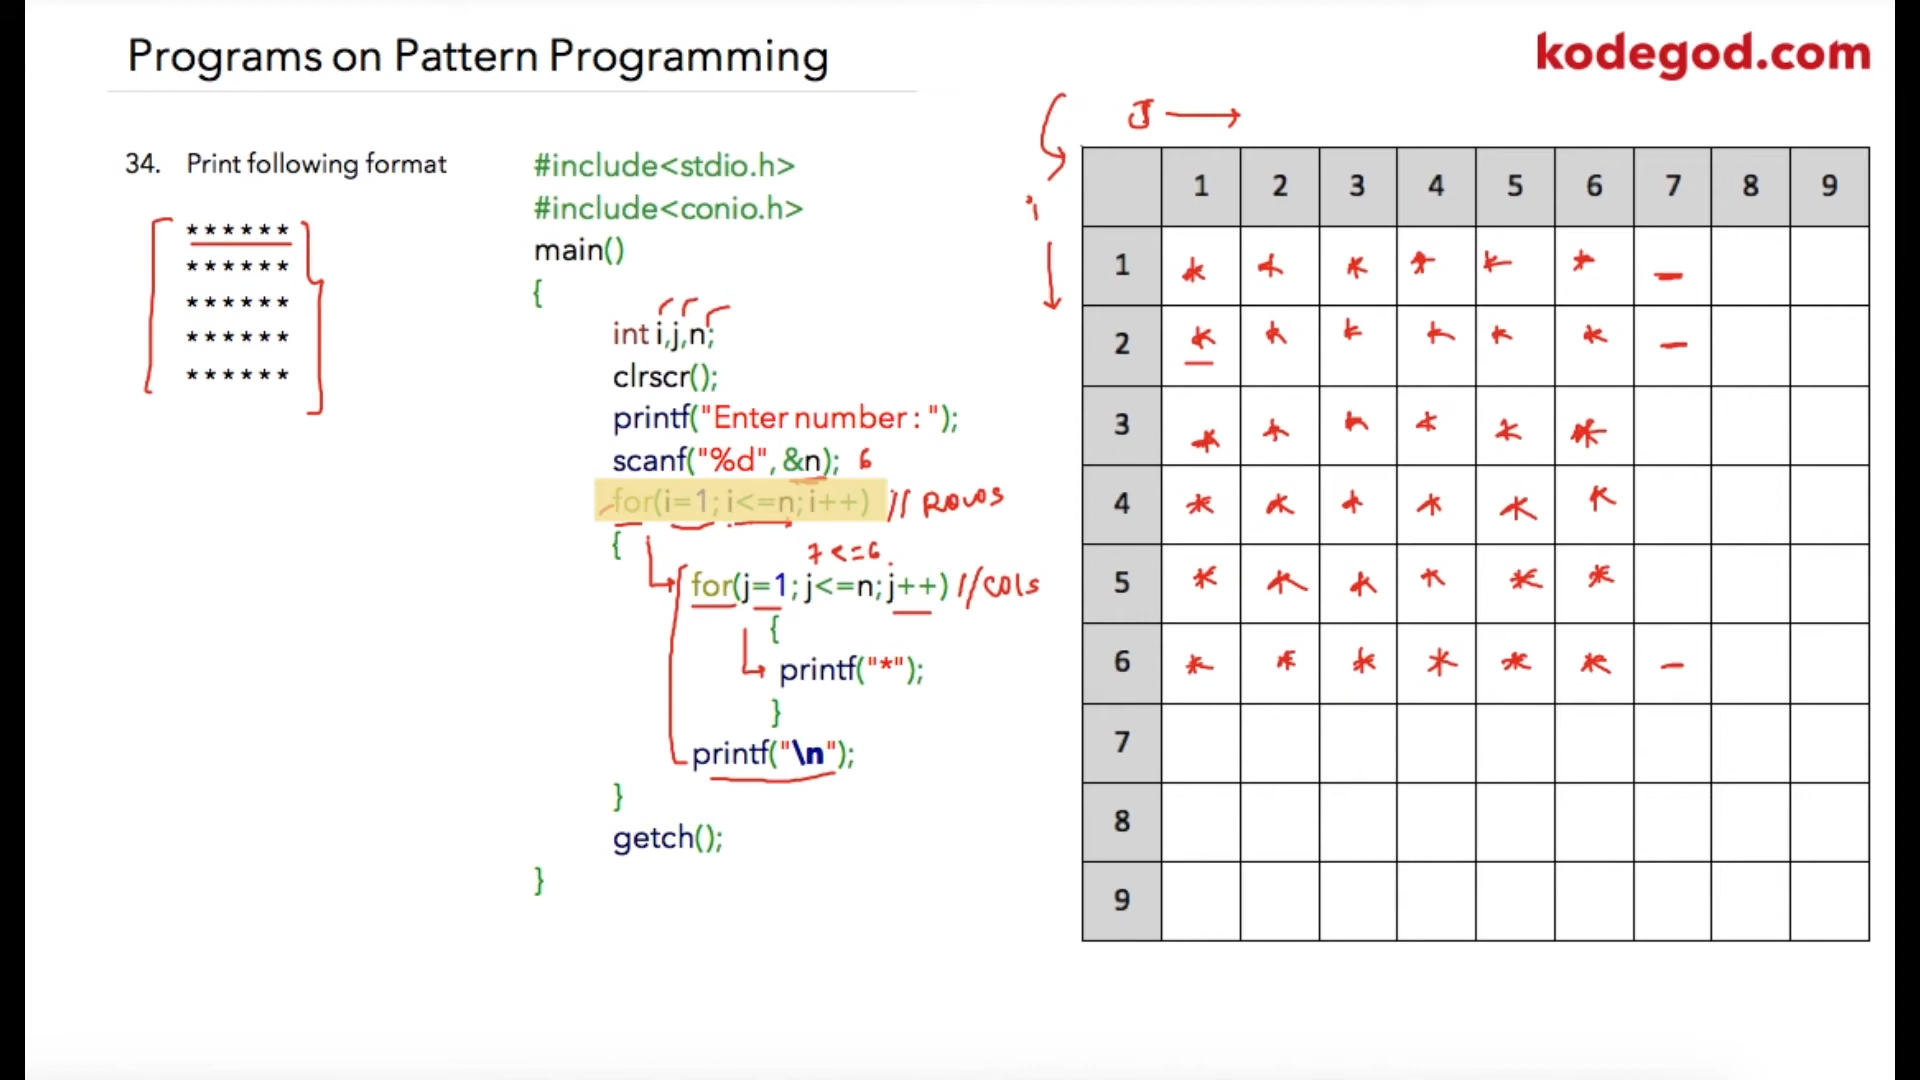 Programs on Pattern Programming
kodegod.com
34. Print following format
******
******
******
******
******
#include<stdio.h>
#include<conio.h>
main()
{
int i,j,n;
clrscr();
printf("Enter number : ");
scanf("%d", &n); 6
for(i=1; i<=n; i++) // Rows
{
7<=6
for(j=1; j<=n; j++) //cols
{
printf("*");
}
printf("\n");
}
getch();
}
J
i
1 2 3 4 5 6 7 8 9
1 * * * * * * -
2 * * * * * * -
3 * * * * * *
4 * * * * * *
5 * * * * * *
6 * * * * * * -
7
8
9